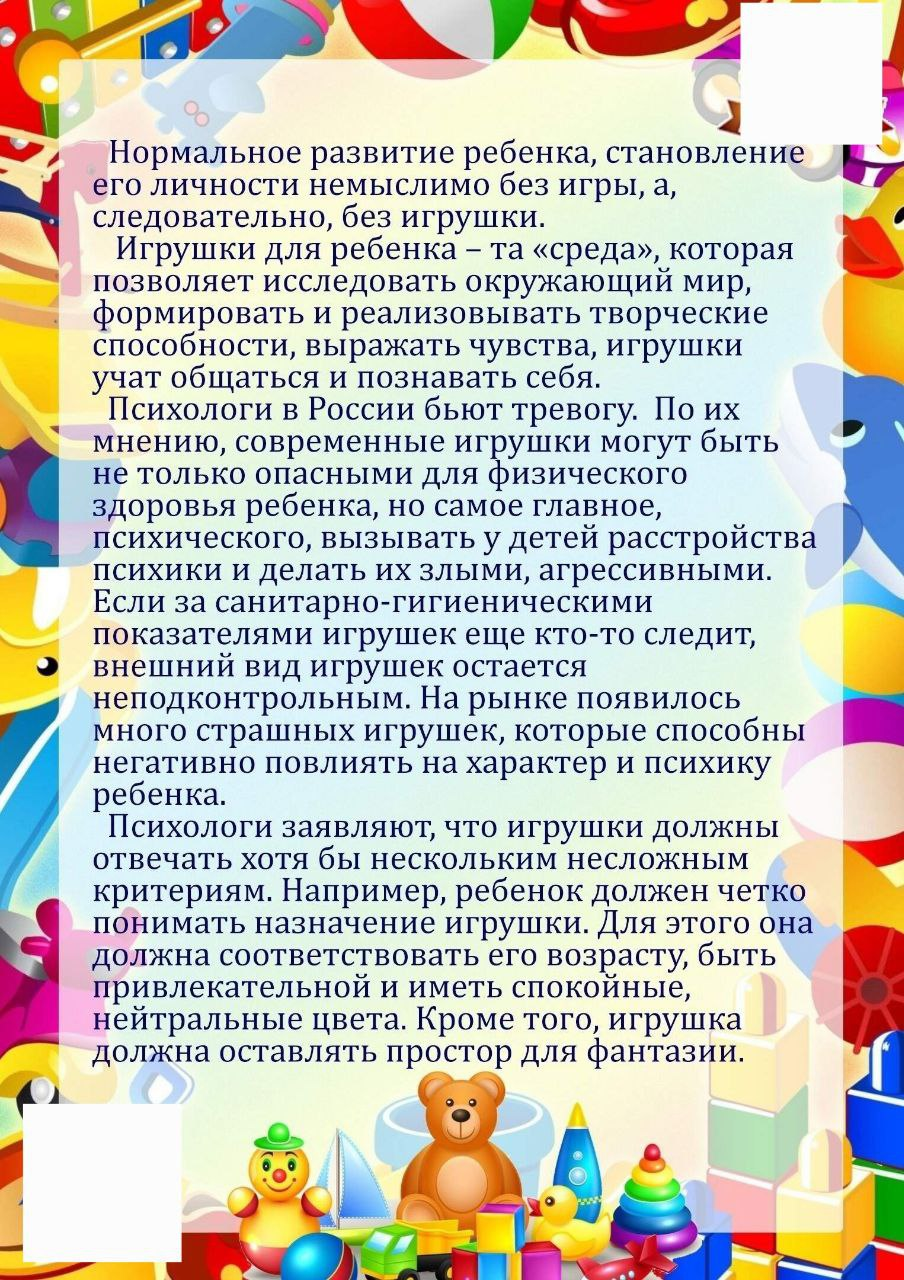 Нормальное развитие ребенка, становление
его личности немыслимо без игры, а,
следовательно, без игрушки.
Игрушки для ребенка – та «среда», которая
позволяет исследовать окружающий мир,
формировать и реализовывать творческие
способности, выражать чувства, игрушки
учат общаться и познавать себя.
Психологи в России бьют тревогу. По их
мнению, современные игрушки могут быть
не только опасными для физического
здоровья ребенка, но самое главное,
психического, вызывать у детей расстройства
психики и делать их злыми, агрессивными.
Если за санитарно-гигиеническими
показателями игрушек еще кто-то следит,
внешний вид игрушек остается
неподконтрольным. На рынке появилось
много страшных игрушек, которые способны
негативно повлиять на характер и психику
ребенка.
Психологи заявляют, что игрушки должны
отвечать хотя бы нескольким несложным
критериям. Например, ребенок должен четко
понимать назначение игрушки. Для этого она
должна соответствовать его возрасту, быть
привлекательной и иметь спокойные,
нейтральные цвета. Кроме того, игрушка
должна оставлять простор для фантазии.